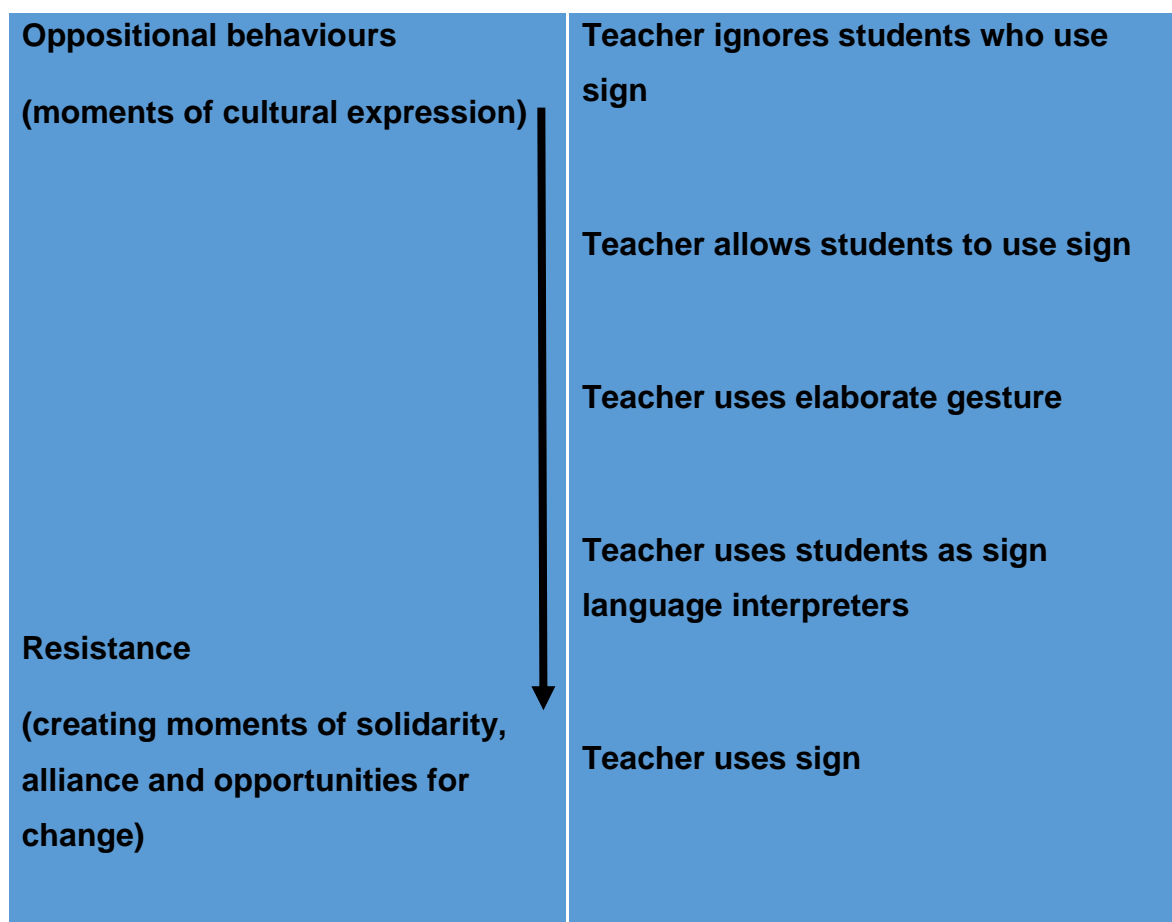 Oppositional behaviours
(moments of cultural expression)
Resistance
(creating moments of solidarity,
alliance and opportunities for
change)
Teacher ignores students who use
sign
Teacher allows students to use sign
Teacher uses elaborate gesture
Teacher uses students as sign
language interpreters
Teacher uses sign